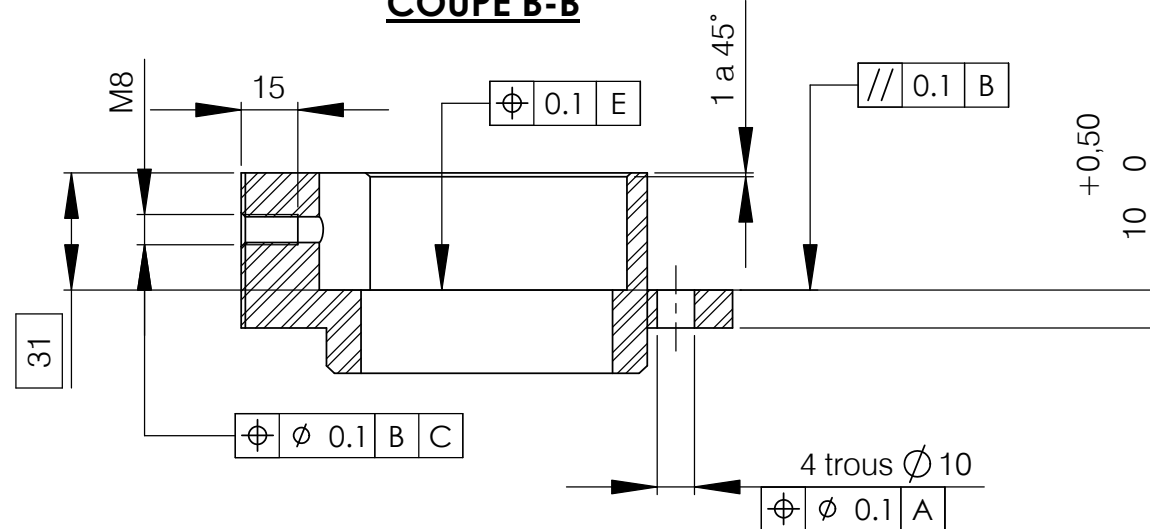 COUPE B-B
M8
15
⌖ 0.1 E
1 a 45°
// 0.1 B
+0,50
10 0
31
⌖ ⌀ 0.1 B C
4 trous ⌀ 10
⌖ ⌀ 0.1 A